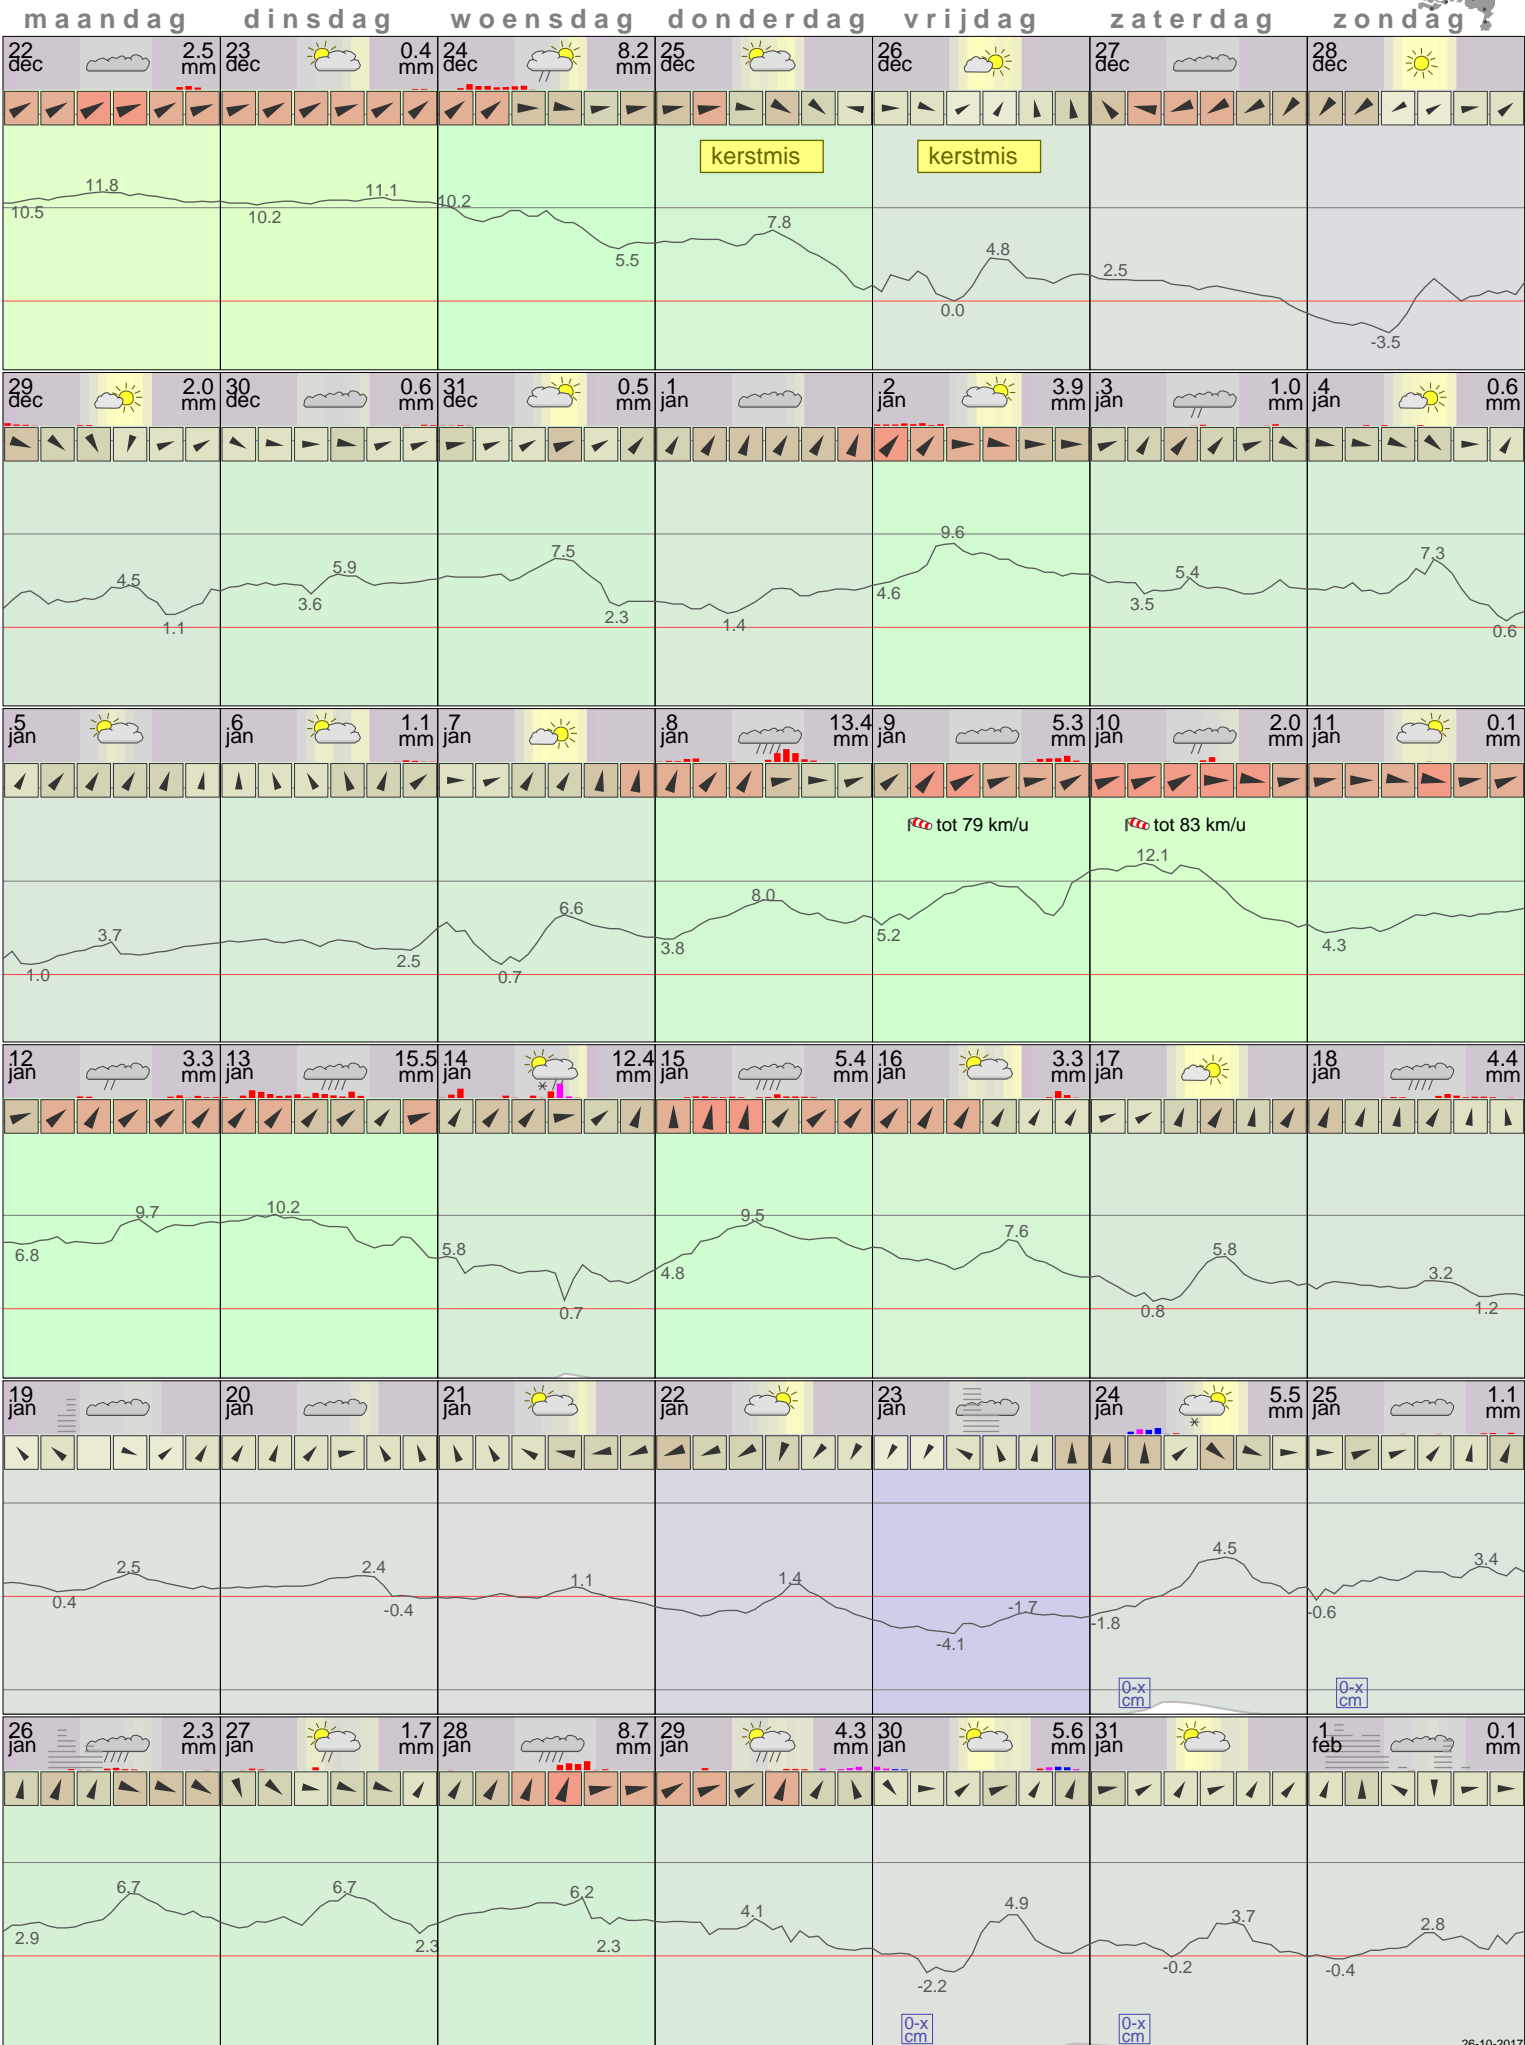 maandag dinsdag woensdag donderdag vrijdag zaterdag zondag
22 2.5 23 0.4 24 8.2 25 26 27 28
dec mm dec mm dec mm dec dec dec dec
kerstmis kerstmis
11.8 11.1 10.2 7.8 4.8 2.5
10.5 10.2 5.5 0.0 -3.5
29 2.0 30 0.6 31 0.5 1 2 3.9 3 1.0 4 0.6
dec mm dec mm dec mm jan jan mm jan mm jan mm
4.5 5.9 7.5 9.6 5.4 7.3
1.1 3.6 2.3 1.4 4.6 3.5 0.6
5 6 1.1 7 8 13.4 9 5.3 10 2.0 11 0.1
jan jan mm jan jan mm jan mm jan mm jan mm
tot 79 km/u tot 83 km/u
3.7 6.6 8.0 12.1
1.0 2.5 0.7 3.8 5.2 4.3
12 3.3 13 15.5 14 12.4 15 5.4 16 3.3 17 18 4.4
jan mm jan mm jan mm jan mm jan mm jan jan mm
9.7 10.2 5.8 9.5 7.6 5.8 3.2
6.8 0.7 4.8 0.8 1.2
19 20 21 22 23 24 5.5 25 1.1
jan jan jan jan jan jan mm jan mm
2.5 2.4 1.1 1.4 -1.7 4.5 3.4
0.4 -0.4 -4.1 -1.8 -0.6
0-x 0-x
cm cm
26 2.3 27 1.7 28 8.7 29 4.3 30 5.6 31 1 0.1
jan mm jan mm jan mm jan mm jan mm jan feb mm
6.7 6.7 6.2 4.1 4.9 3.7 2.8
2.9 2.3 2.3 -2.2 -0.2 -0.4
0-x 0-x
cm cm
26-10-2017